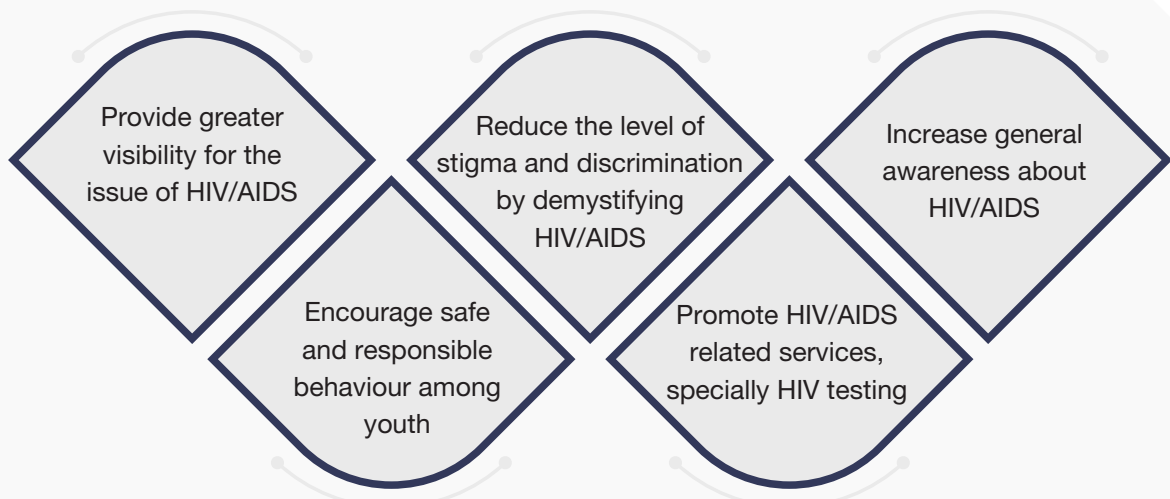 Provide greater
visibility for the
issue of HIV/AIDS
Encourage safe
and responsible
behaviour among
youth
Reduce the level of
stigma and discrimination
by demystifying
HIV/AIDS
Promote HIV/AIDS
related services,
specially HIV testing
Increase general
awareness about
HIV/AIDS